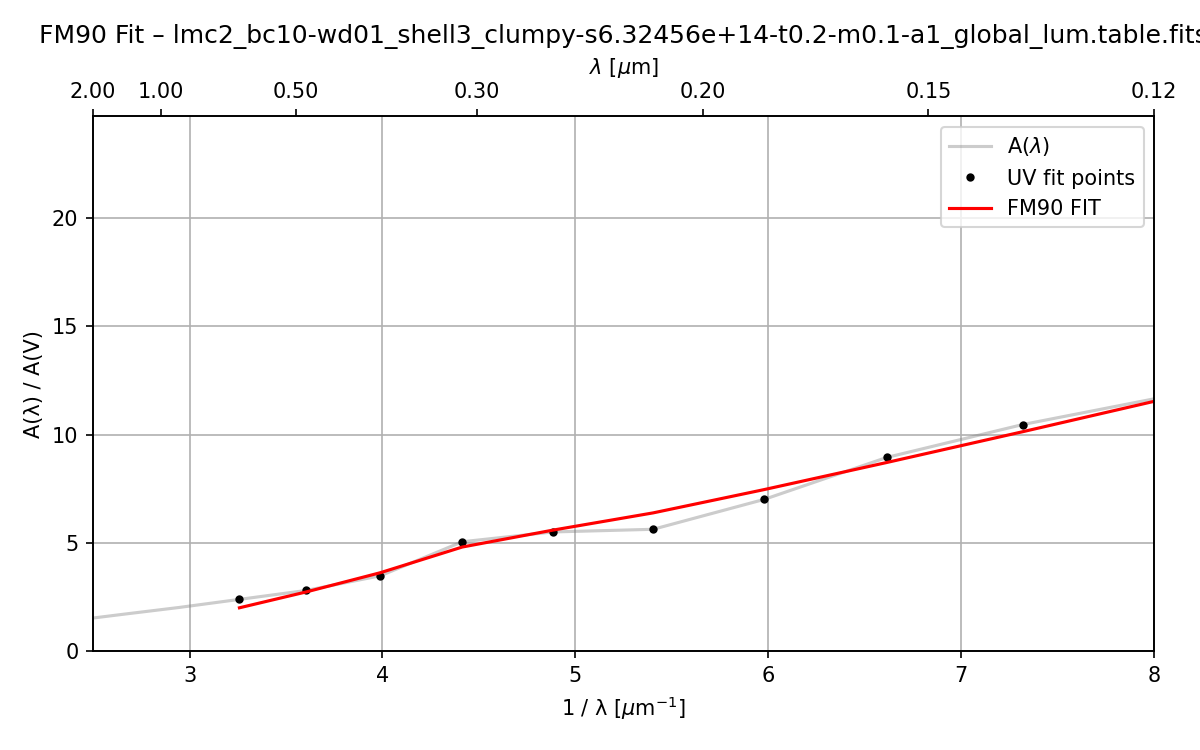 FM90 Fit – lmc2_bc10-wd01_shell3_clumpy-s6.32456e+14-t0.2-m0.1-a1_global_lum.table.fits
λ [μm]
2.00 1.00 0.50 0.30 0.20 0.15 0.12
A(λ)
UV fit points
FM90 FIT
A(λ) / A(V)
20
15
10
5
0
3 4 5 6 7 8
1 / λ [μm⁻¹]